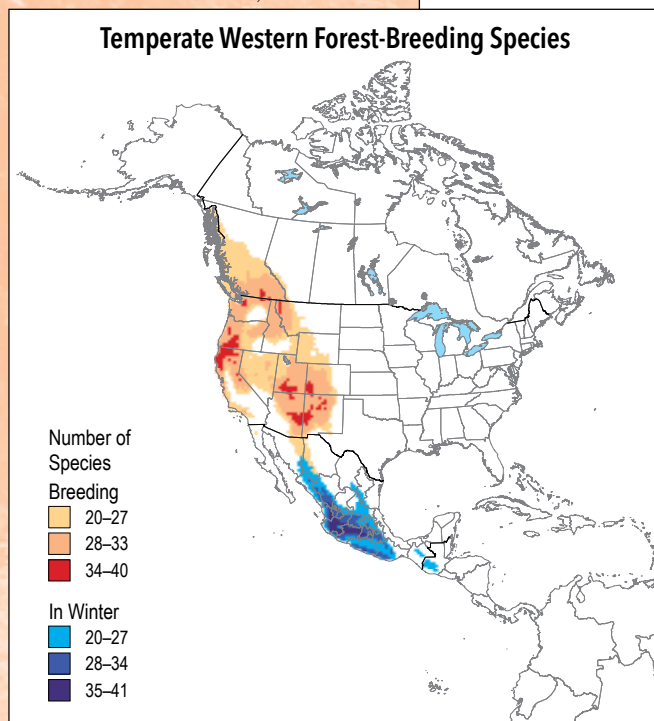 Temperate Western Forest-Breeding Species
Number of
Species
Breeding
20–27
28–33
34–40
In Winter
20–27
28–34
35–41